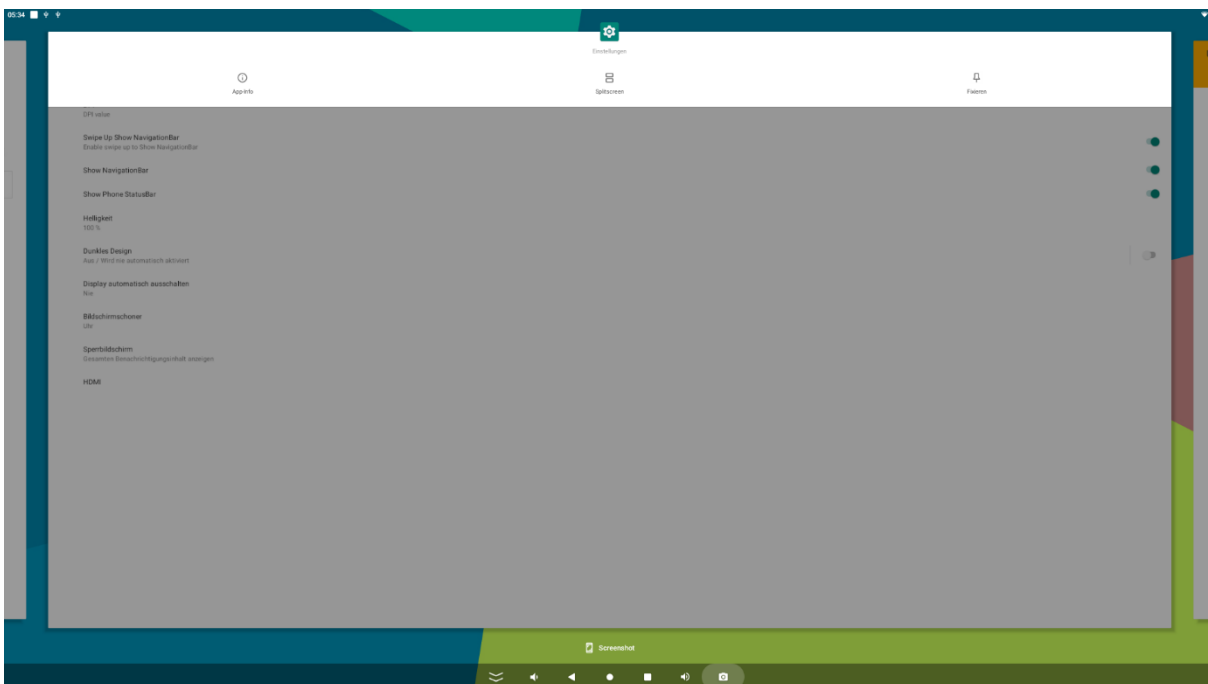 05:34
Einstellungen
App-Info
Splitscreen
Fixieren
DPI value
Swipe Up Show NavigationBar
Enable swipe up to Show NavigationBar
Show NavigationBar
Show Phone StatusBar
Helligkeit
100 %
Dunkles Design
Aus / Wird nie automatisch aktiviert
Display automatisch ausschalten
Nie
Bildschirmschoner
Uhr
Sperrbildschirm
Gesamten Benachrichtigungsinhalt anzeigen
HDMI
Screenshot